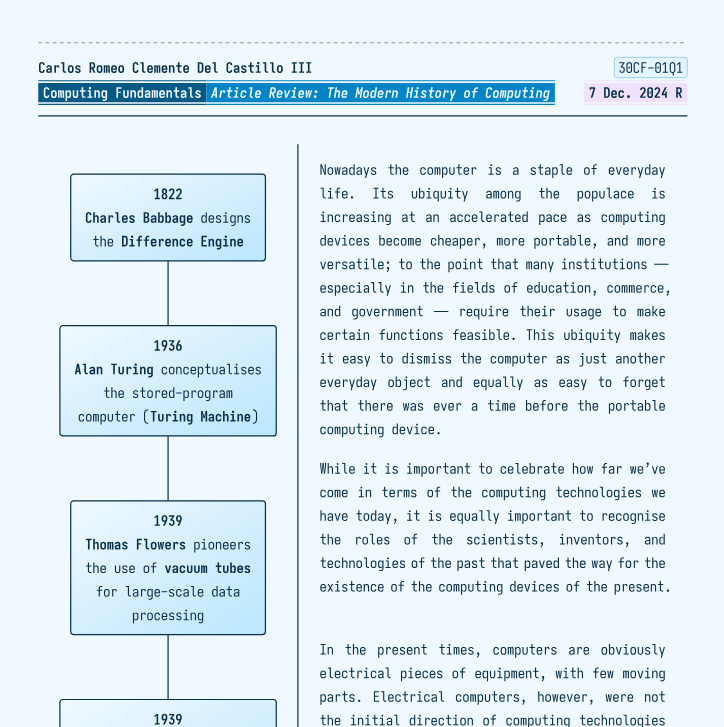 Carlos Romeo Clemente Del Castillo III
30CF-01Q1
Computing Fundamentals Article Review: The Modern History of Computing
7 Dec. 2024 R
1822
Charles Babbage designs
the Difference Engine
1936
Alan Turing conceptualises
the stored-program
computer (Turing Machine)
1939
Thomas Flowers pioneers
the use of vacuum tubes
for large-scale data
processing
1939
Nowadays the computer is a staple of everyday
life. Its ubiquity among the populace is
increasing at an accelerated pace as computing
devices become cheaper, more portable, and more
versatile; to the point that many institutions —
especially in the fields of education, commerce,
and government — require their usage to make
certain functions feasible. This ubiquity makes
it easy to dismiss the computer as just another
everyday object and equally as easy to forget
that there was ever a time before the portable
computing device.
While it is important to celebrate how far we’ve
come in terms of the computing technologies we
have today, it is equally important to recognise
the roles of the scientists, inventors, and
technologies of the past that paved the way for the
existence of the computing devices of the present.
In the present times, computers are obviously
electrical pieces of equipment, with few moving
parts. Electrical computers, however, were not
the initial direction of computing technologies